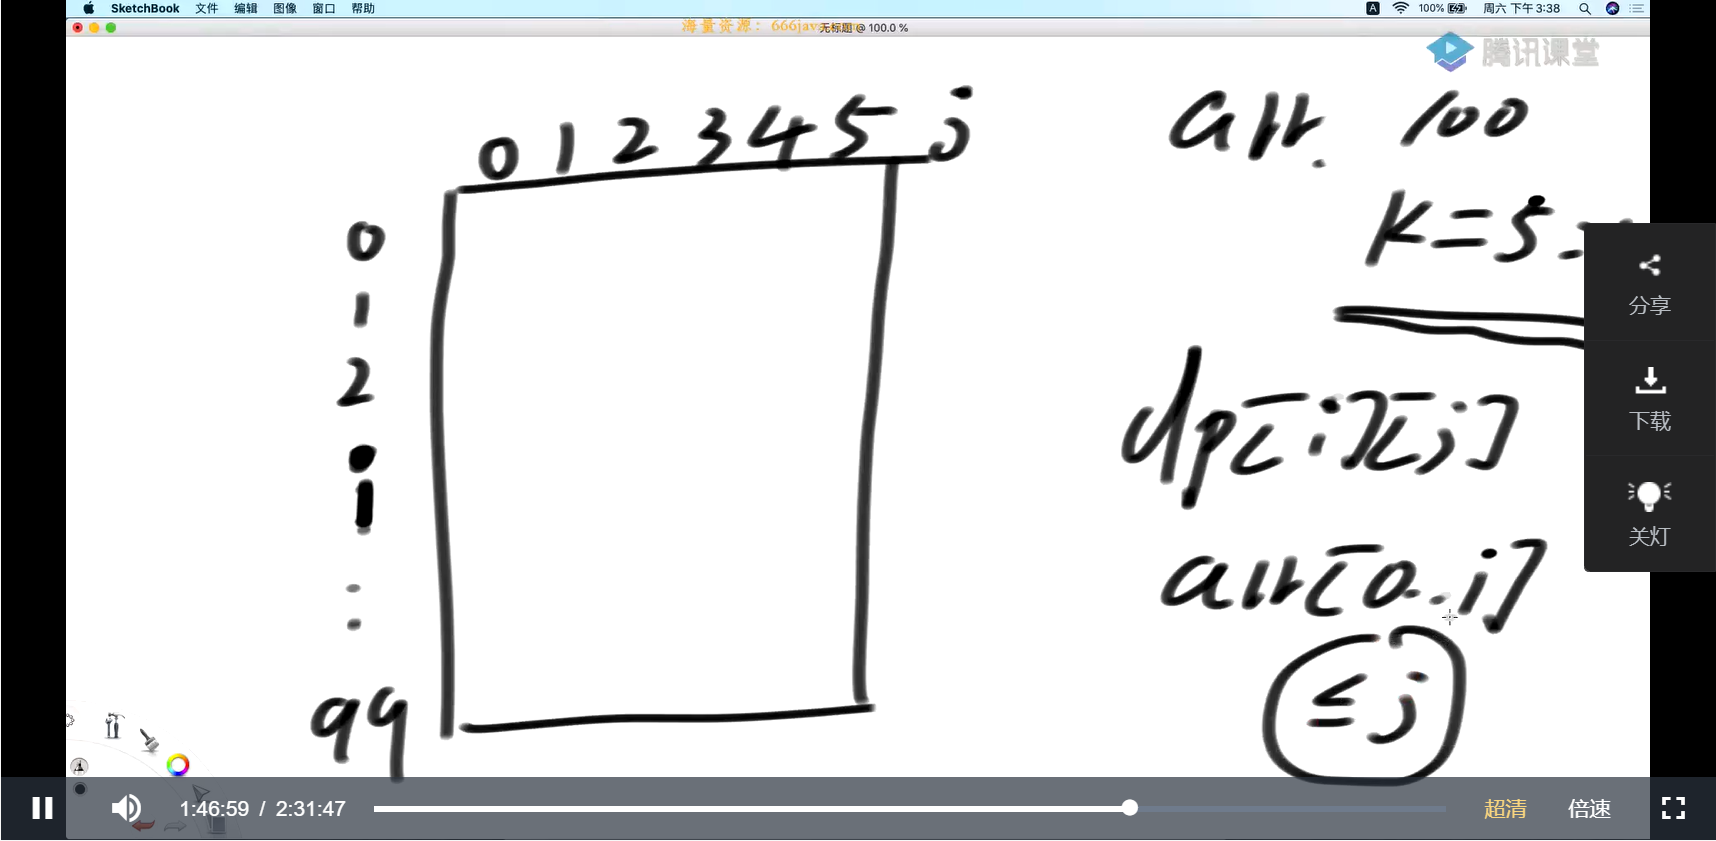 SketchBook 文件 编辑 图像 窗口 帮助 A 100% 周六 下午3:38
海量资源：666java
无标题 @ 100.0 %
腾讯课堂
0 1 2 3 4 5 j
arr. 100
0
K=5
分享
1
2
下载
dp[i][j]
0
1
关灯
arr[0..i]
≤ j
99
1:46:59 / 2:31:47 超清 倍速